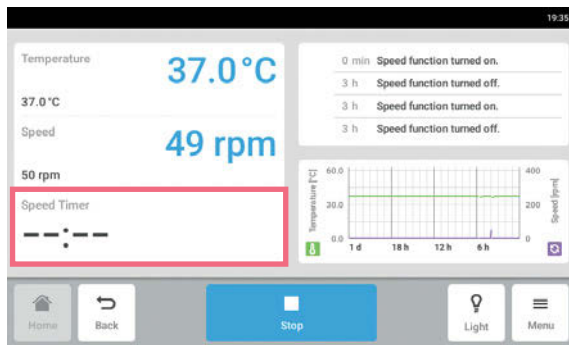 19:35
Temperature
37.0°C
37.0°C
Speed
49 rpm
50 rpm
Speed Timer
--:--
0 min Speed function turned on.
3 h Speed function turned off.
3 h Speed function turned on.
3 h Speed function turned off.
Temperature [°C]
60.0
30.0
0.0
400
200
0
Speed [rpm]
1 d 18 h 12 h 6 h
Home
Back
Stop
Light
Menu